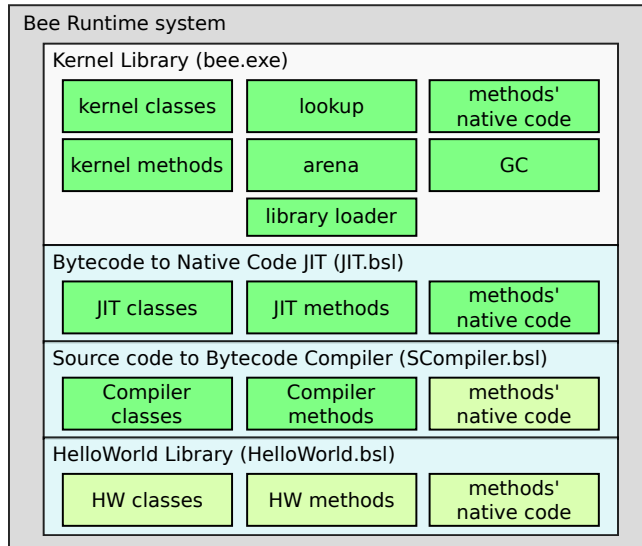 Bee Runtime system
Kernel Library (bee.exe)
kernel classes
lookup
methods'
native code
kernel methods
arena
GC
library loader
Bytecode to Native Code JIT (JIT.bsl)
JIT classes
JIT methods
methods'
native code
Source code to Bytecode Compiler (SCompiler.bsl)
Compiler
classes
Compiler
methods
methods'
native code
HelloWorld Library (HelloWorld.bsl)
HW classes
HW methods
methods'
native code